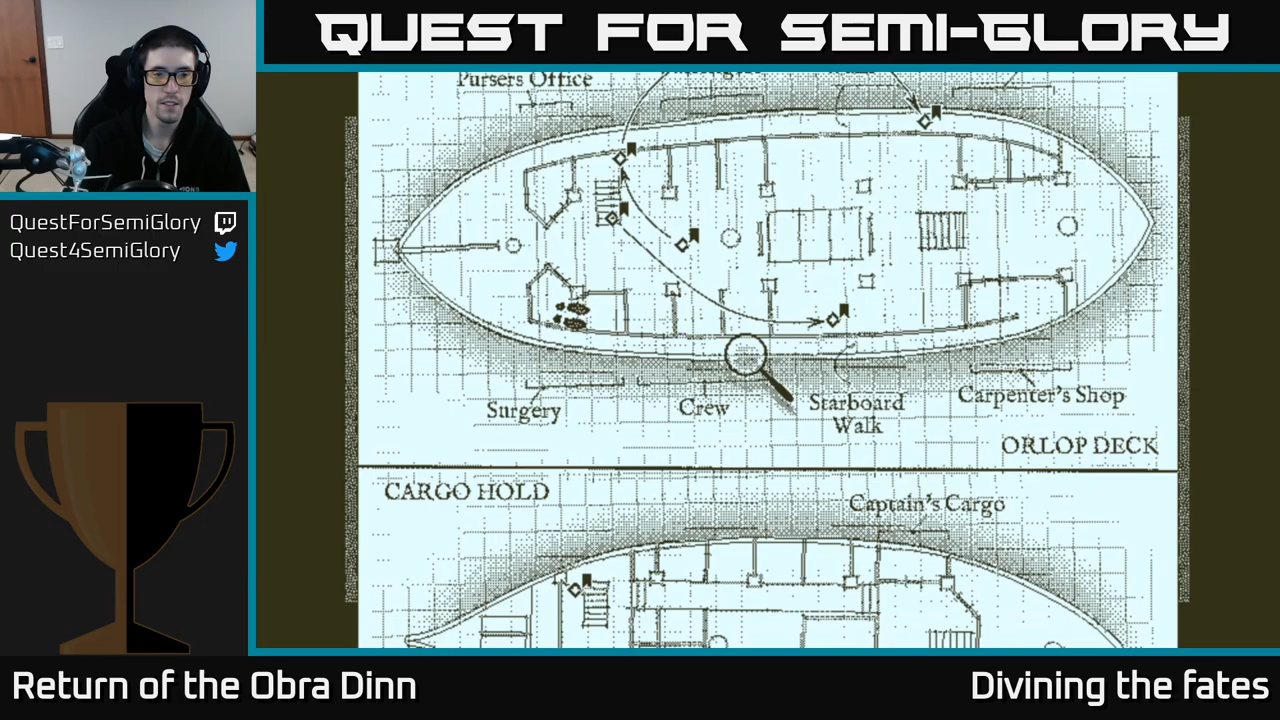 QUEST FOR SEMI-GLORY
QuestForSemiGlory
Quest4SemiGlory
Pursers Office
Surgery
Crew
Starboard
Walk
Carpenter's Shop
ORLOP DECK
CARGO HOLD
Captain's Cargo
Return of the Obra Dinn
Divining the fates